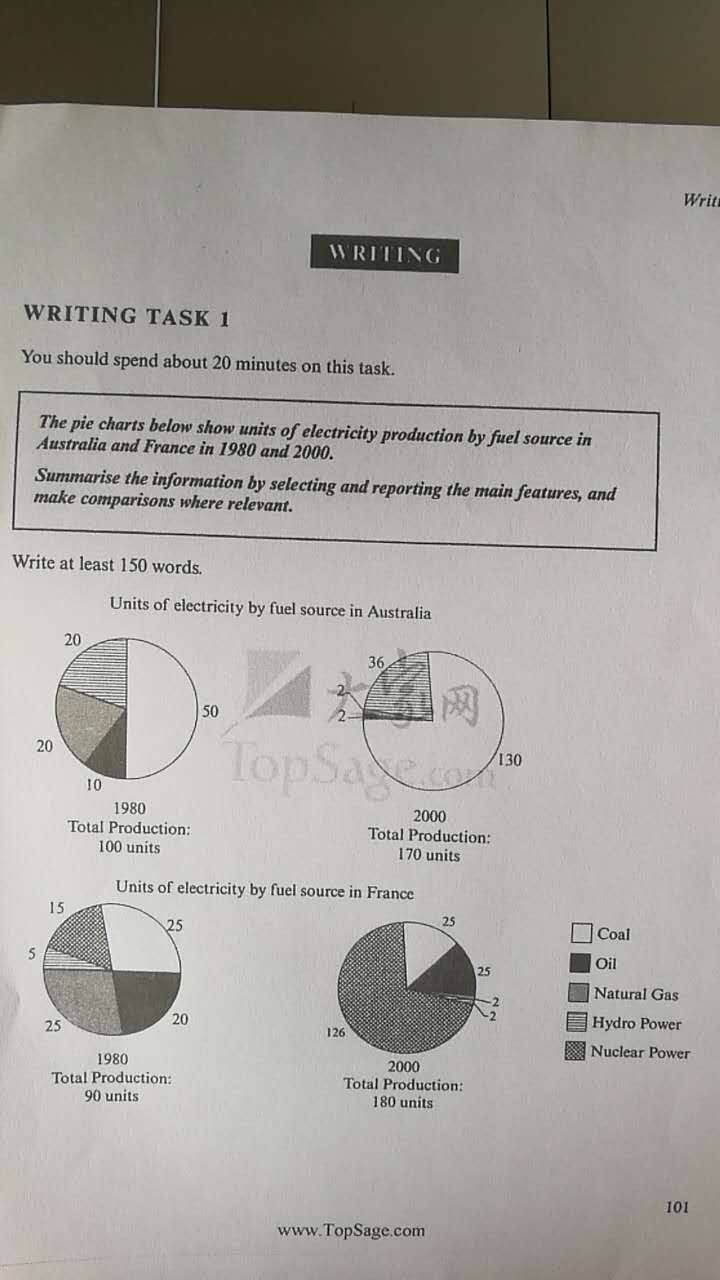 Writi
WRITING
WRITING TASK 1
You should spend about 20 minutes on this task.
The pie charts below show units of electricity production by fuel source in
Australia and France in 1980 and 2000.
Summarise the information by selecting and reporting the main features, and
make comparisons where relevant.
Write at least 150 words.
Units of electricity by fuel source in Australia
20
50
20
10
1980
Total Production:
100 units
36
2
2
130
2000
Total Production:
170 units
大家网
TopSage.com
Units of electricity by fuel source in France
15
25
5
25
20
1980
Total Production:
90 units
25
25
2
2
126
2000
Total Production:
180 units
Coal
Oil
Natural Gas
Hydro Power
Nuclear Power
101
www.TopSage.com